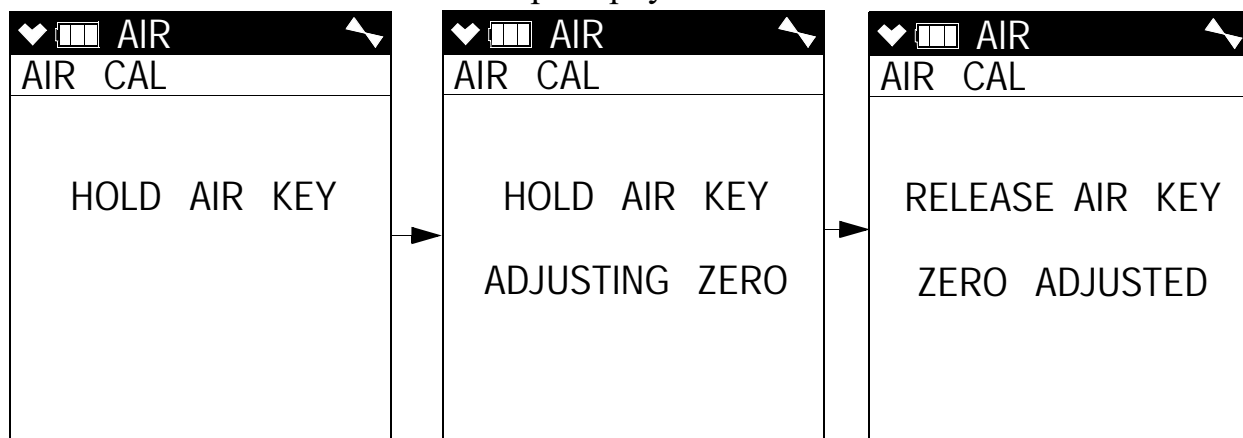 AIR
AIR CAL
HOLD AIR KEY
AIR
AIR CAL
HOLD AIR KEY
ADJUSTING ZERO
AIR
AIR CAL
RELEASE AIR KEY
ZERO ADJUSTED